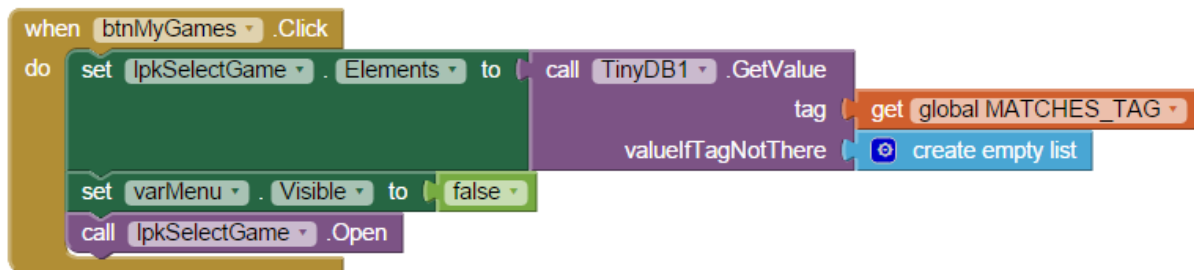 when btnMyGames .Click
do set lpkSelectGame . Elements to call TinyDB1 .GetValue
tag get global MATCHES_TAG
valueIfTagNotThere create empty list
set varMenu . Visible to false
call lpkSelectGame .Open